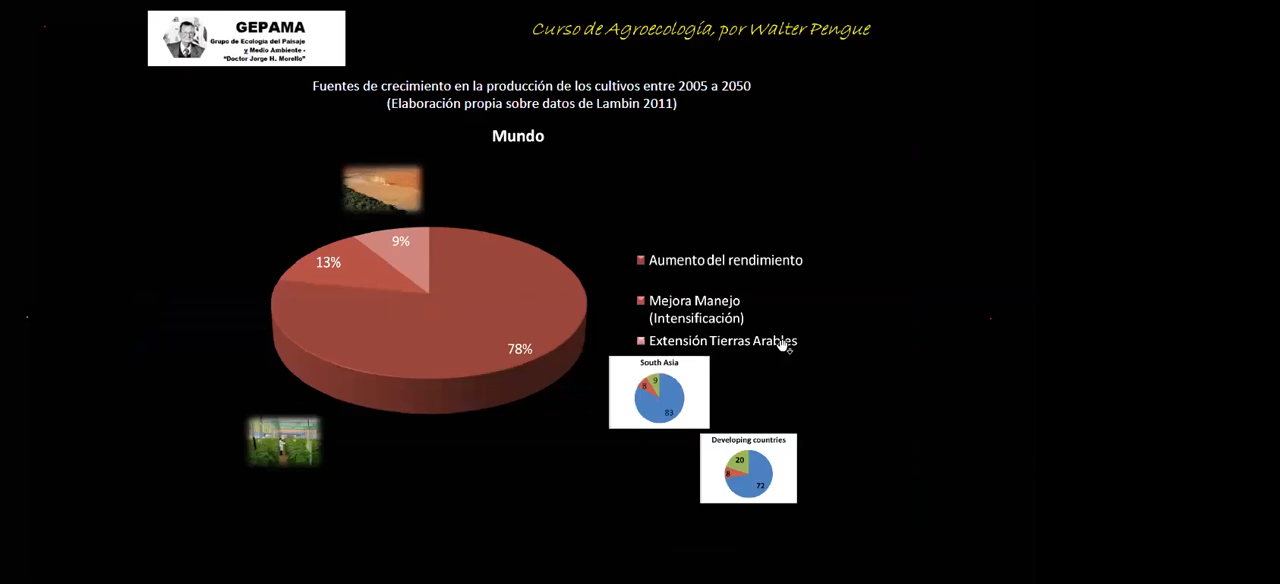 GEPAMA
Grupo de Ecología del Paisaje
y Medio Ambiente -
"Doctor Jorge H. Morello"
Curso de Agroecología, por Walter Pengue
Fuentes de crecimiento en la producción de los cultivos entre 2005 a 2050
(Elaboración propia sobre datos de Lambin 2011)
Mundo
9%
13%
78%
Aumento del rendimiento
Mejora Manejo
(Intensificación)
Extensión Tierras Arables
South Asia
9
8
83
Developing countries
20
8
72